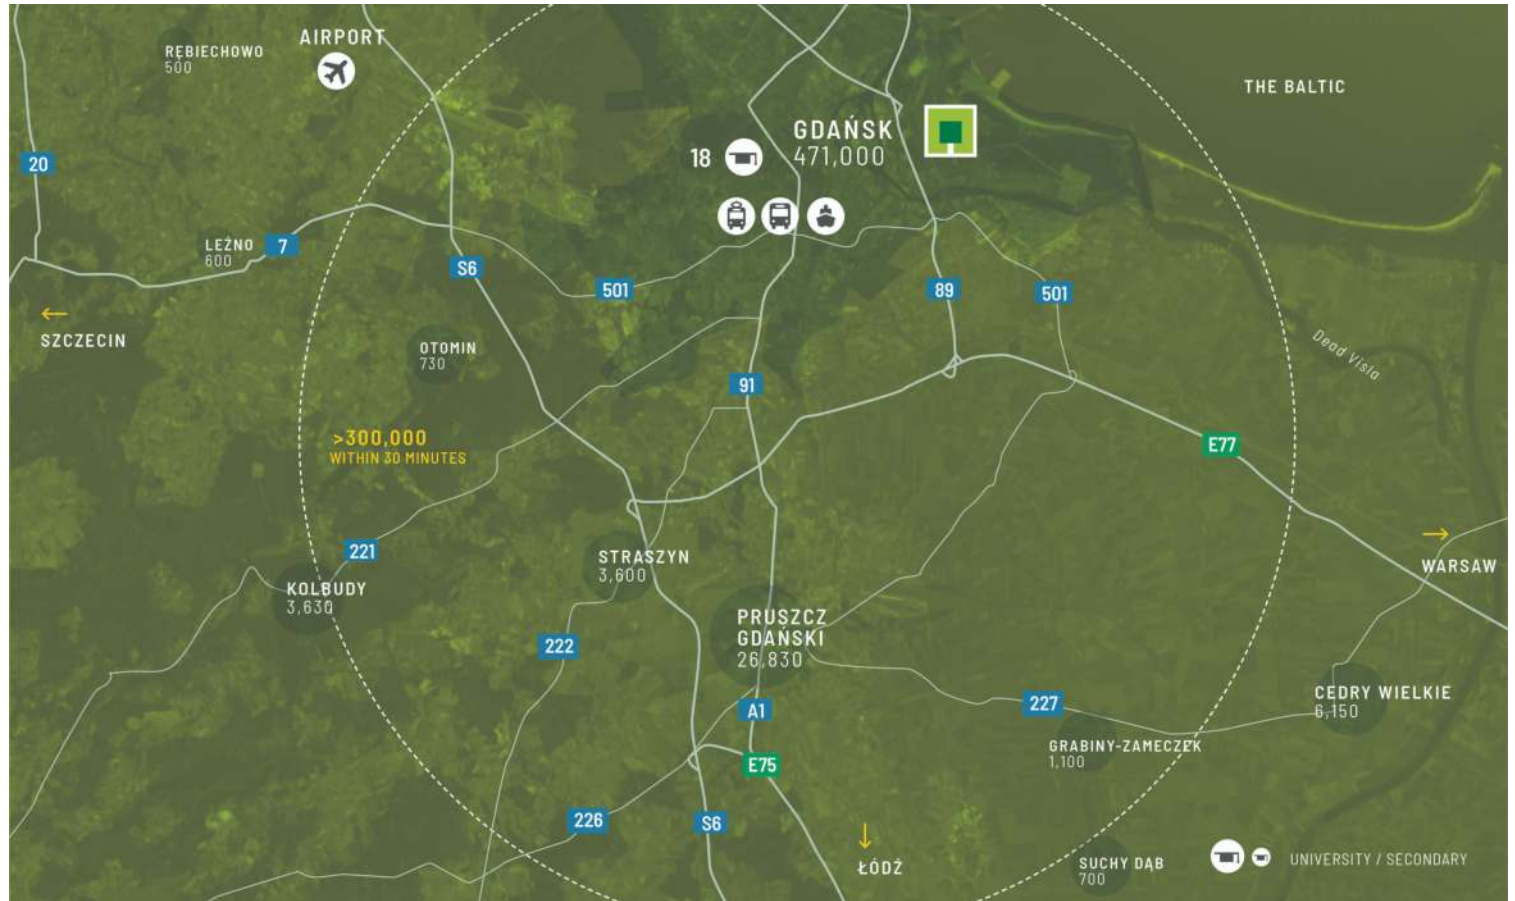 AIRPORT
RĘBIECHOWO
500
THE BALTIC
GDAŃSK
471,000
18
20
LEŹNO
600
7
S6
501
89
501
SZCZECIN
OTOMIN
730
Dead Visla
91
>300,000
WITHIN 30 MINUTES
E77
221
STRASZYN
3,600
WARSAW
KOLBUDY
3,630
PRUSZCZ
GDAŃSKI
26,830
222
CEDRY WIELKIE
6,150
227
A1
GRABINY-ZAMECZEK
1,100
E75
226
S6
ŁÓDŹ
SUCHY DĄB
700
UNIVERSITY / SECONDARY